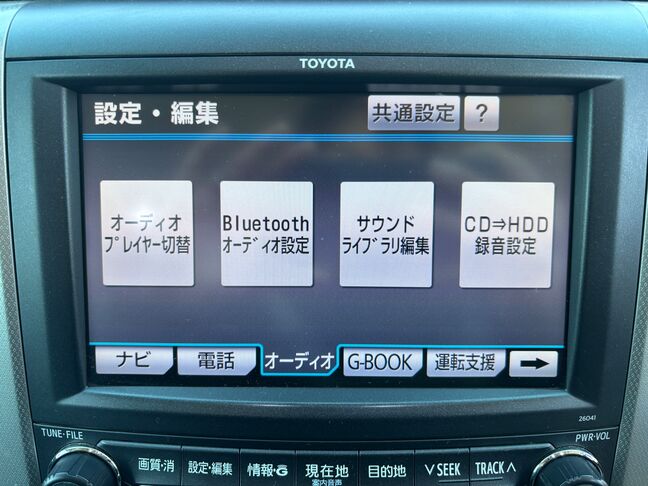 TOYOTA
設定・編集 共通設定 ?
オーディオ
プレイヤー切替
Bluetooth
オーディオ設定
サウンド
ライブラリ編集
CD⇒HDD
録音設定
ナビ 電話 オーディオ G-BOOK 運転支援 →
26041
TUNE・FILE PWR・VOL
画質・消 設定・編集 情報・G 現在地 目的地 ∨SEEK TRACK∧
案内音声